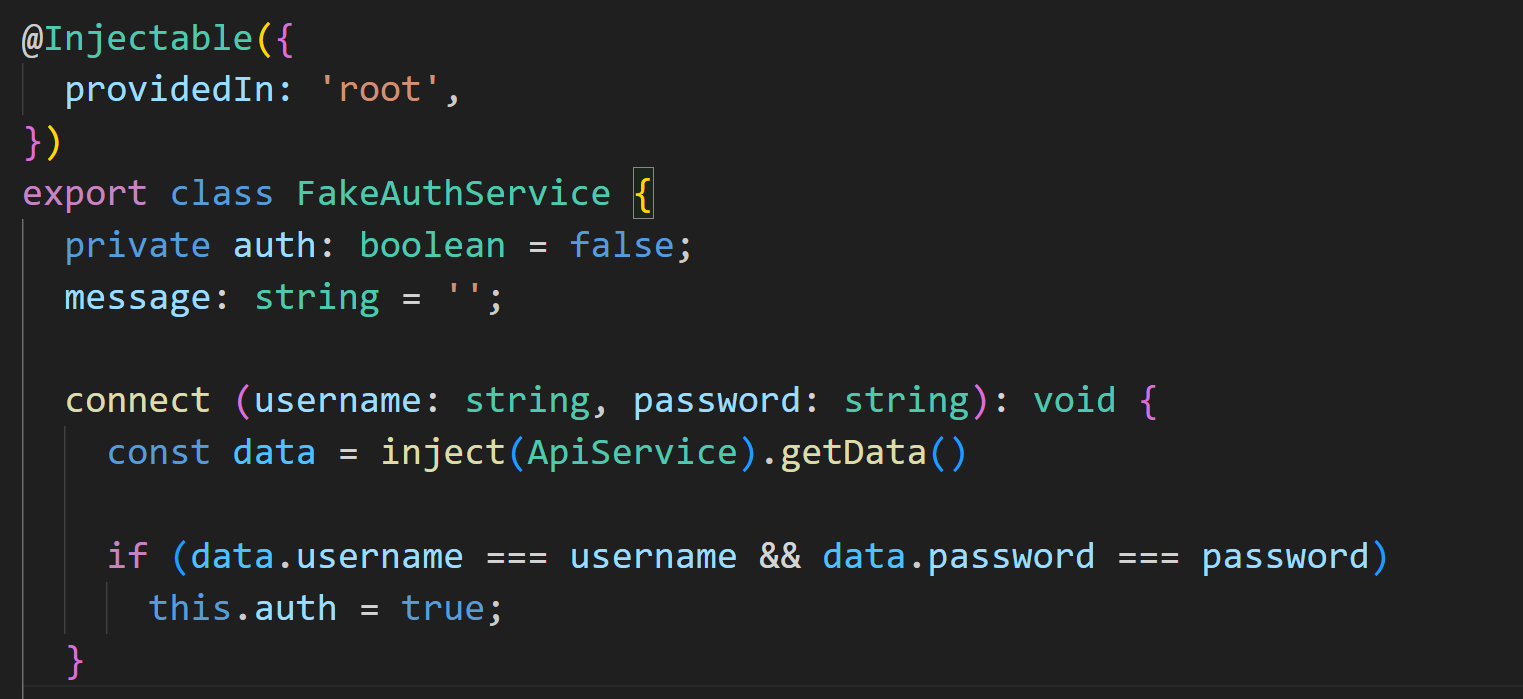 @Injectable({
  providedIn: 'root',
})
export class FakeAuthService {
  private auth: boolean = false;
  message: string = '';

  connect (username: string, password: string): void {
    const data = inject(ApiService).getData()

    if (data.username === username && data.password === password)
      this.auth = true;
  }